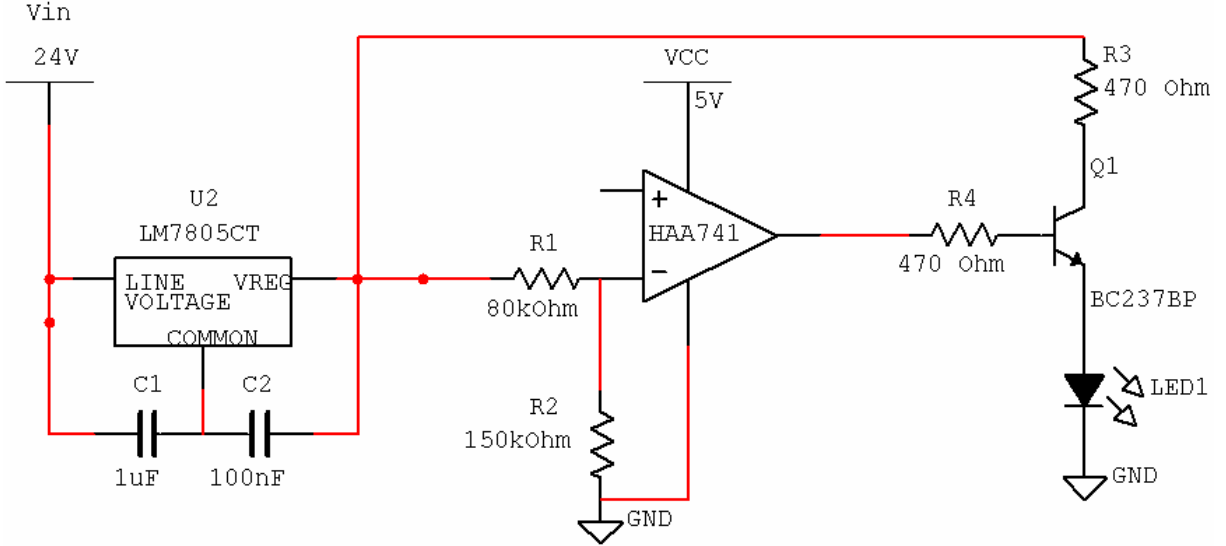 Vin
24V
U2
LM7805CT
LINE
VOLTAGE
VREG
COMMON
C1
1uF
C2
100nF
R1
80kOhm
R2
150kOhm
GND
VCC
5V
+
HAA741
−
R4
470 Ohm
R3
470 Ohm
Q1
BC237BP
LED1
GND